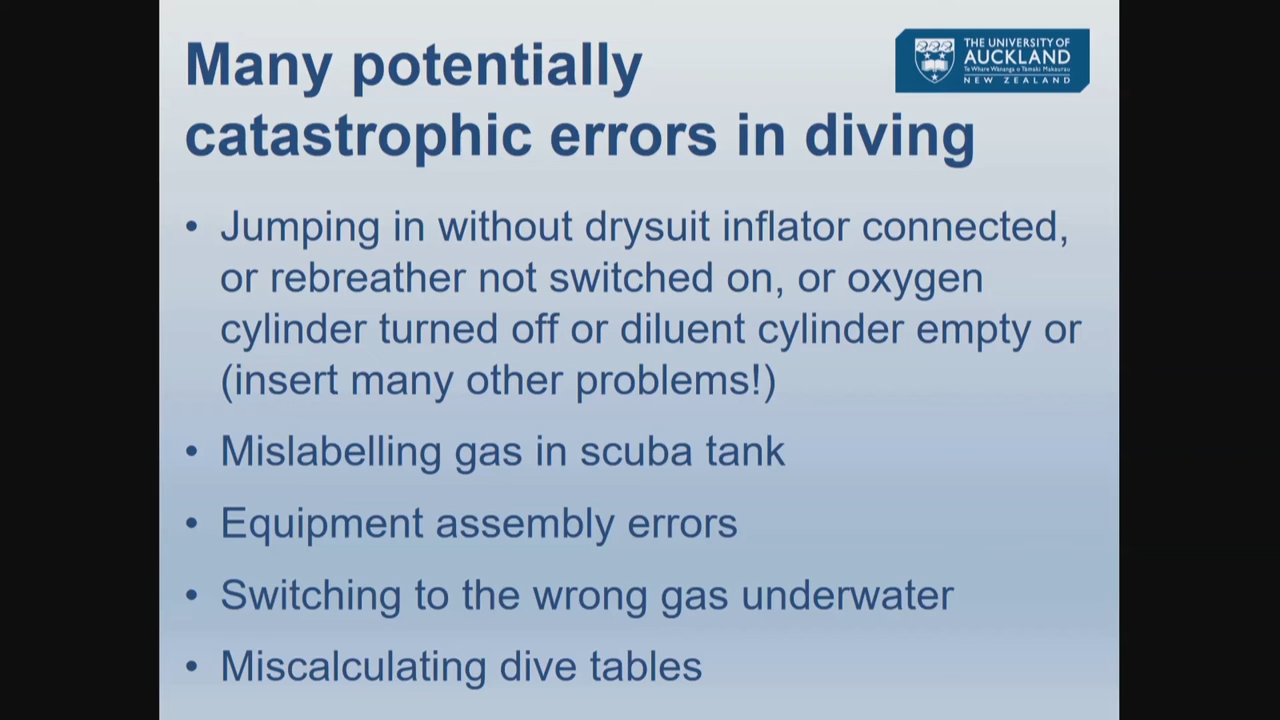 Many potentially
catastrophic errors in diving
THE UNIVERSITY OF
AUCKLAND
Te Whare Wānanga o Tāmaki Makaurau
NEW ZEALAND
• Jumping in without drysuit inflator connected,
or rebreather not switched on, or oxygen
cylinder turned off or diluent cylinder empty or
(insert many other problems!)
• Mislabelling gas in scuba tank
• Equipment assembly errors
• Switching to the wrong gas underwater
• Miscalculating dive tables